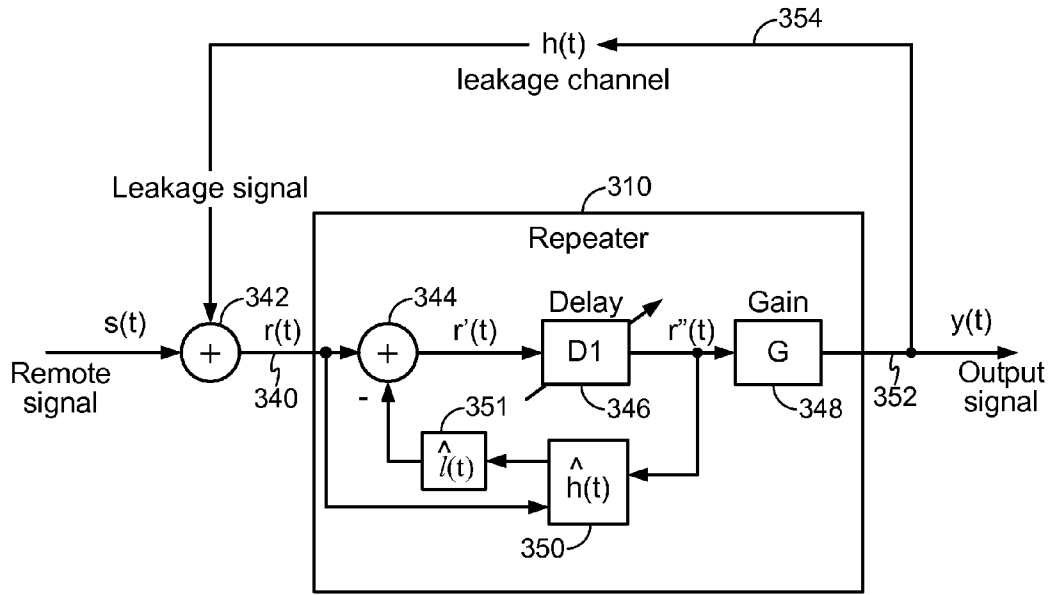 354
h(t)
leakage channel
Leakage signal
310
Repeater
342
344
Delay
Gain
s(t)
r(t)
r'(t)
r"(t)
y(t)
+
+
D1
G
Remote
signal
340
-
346
348
352
Output
signal
351
l̂(t)
ĥ(t)
350